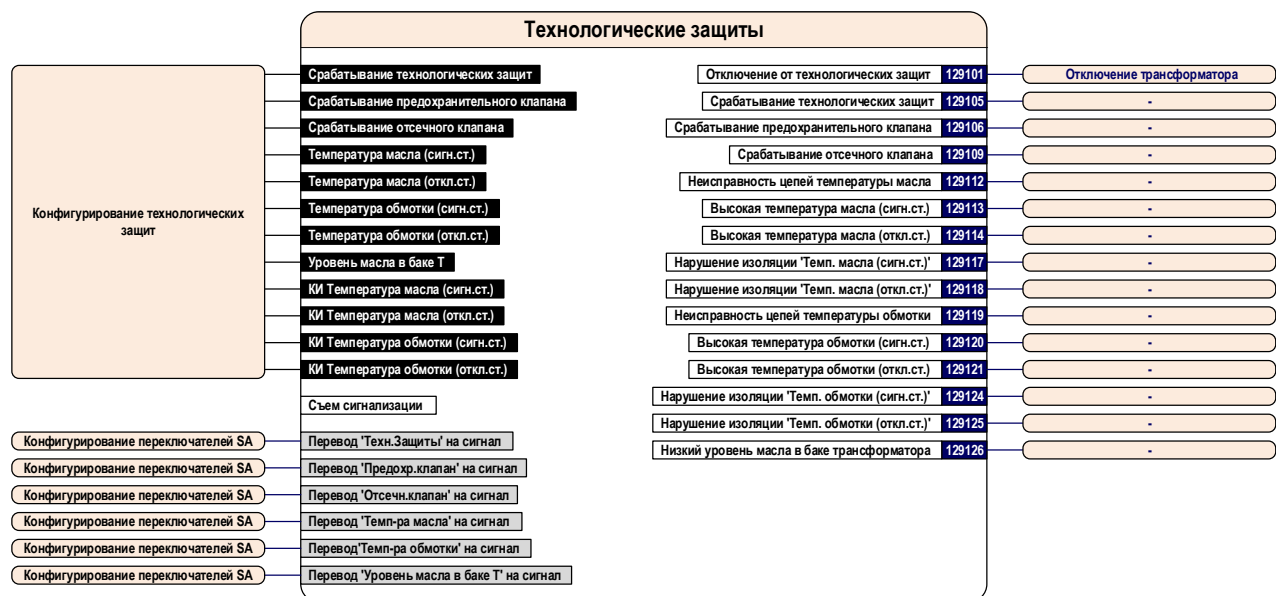 Технологические защиты
Конфигурирование технологических
защит
Срабатывание технологических защит
Срабатывание предохранительного клапана
Срабатывание отсечного клапана
Температура масла (сигн.ст.)
Температура масла (откл.ст.)
Температура обмотки (сигн.ст.)
Температура обмотки (откл.ст.)
Уровень масла в баке Т
КИ Температура масла (сигн.ст.)
КИ Температура масла (откл.ст.)
КИ Температура обмотки (сигн.ст.)
КИ Температура обмотки (откл.ст.)
Съем сигнализации
Конфигурирование переключателей SA Перевод 'Техн.Защиты' на сигнал
Конфигурирование переключателей SA Перевод 'Предохр.клапан' на сигнал
Конфигурирование переключателей SA Перевод 'Отсечн.клапан' на сигнал
Конфигурирование переключателей SA Перевод 'Темп-ра масла' на сигнал
Конфигурирование переключателей SA Перевод'Темп-ра обмотки' на сигнал
Конфигурирование переключателей SA Перевод 'Уровень масла в баке Т' на сигнал
Отключение от технологических защит 129101 Отключение трансформатора
Срабатывание технологических защит 129105 -
Срабатывание предохранительного клапана 129106 -
Срабатывание отсечного клапана 129109 -
Неисправность цепей температуры масла 129112 -
Высокая температура масла (сигн.ст.) 129113 -
Высокая температура масла (откл.ст.) 129114 -
Нарушение изоляции 'Темп. масла (сигн.ст.)' 129117 -
Нарушение изоляции 'Темп. масла (откл.ст.)' 129118 -
Неисправность цепей температуры обмотки 129119 -
Высокая температура обмотки (сигн.ст.) 129120 -
Высокая температура обмотки (откл.ст.) 129121 -
Нарушение изоляции 'Темп. обмотки (сигн.ст.)' 129124 -
Нарушение изоляции 'Темп. обмотки (откл.ст.)' 129125 -
Низкий уровень масла в баке трансформатора 129126 -